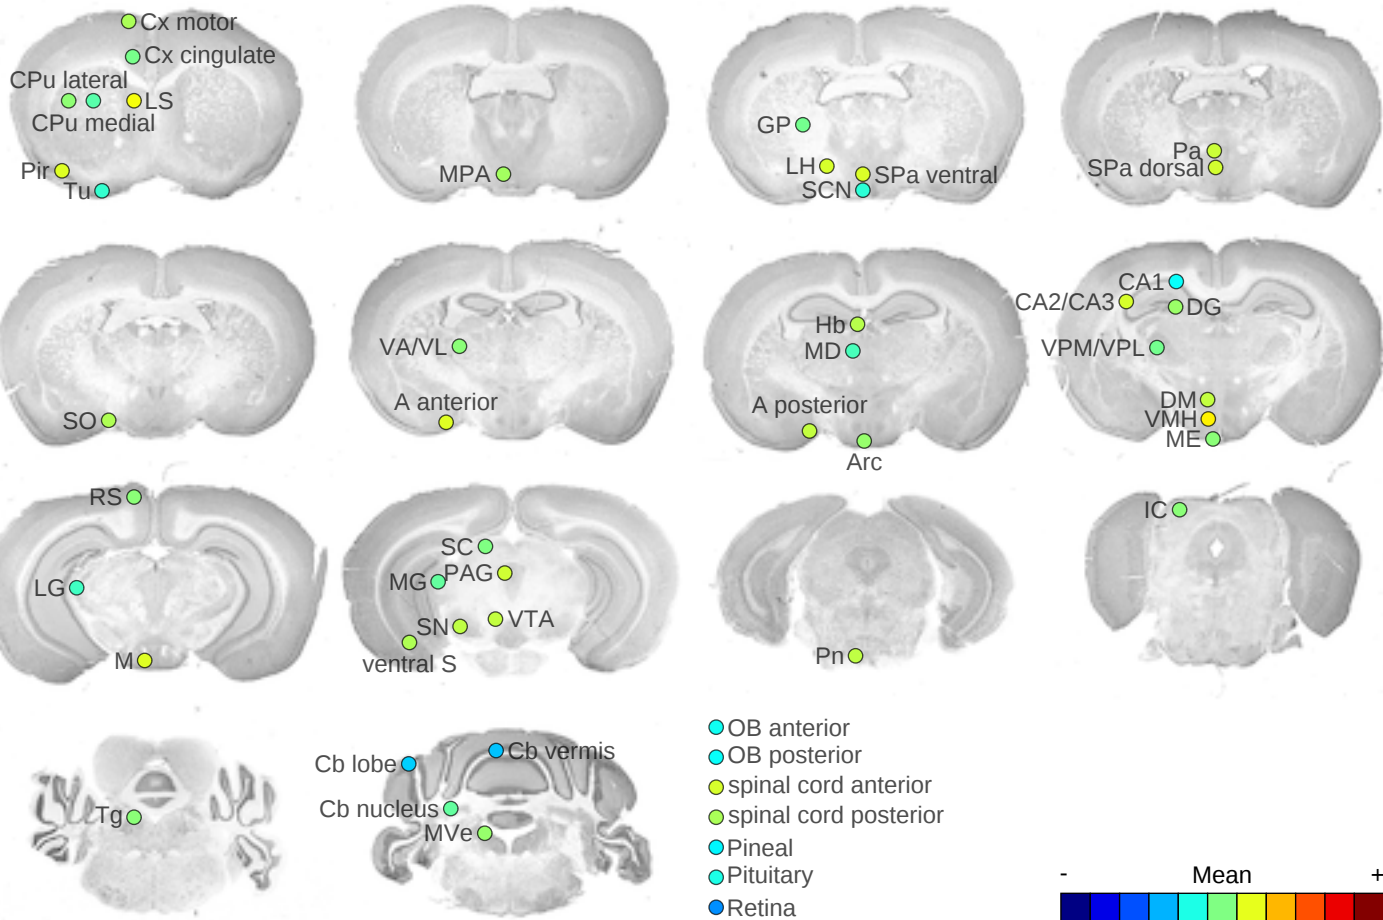 Cx motor
Cx cingulate
CPu lateral
LS
CPu medial
Pir
Tu
MPA
GP
LH
SPa ventral
SCN
Pa
SPa dorsal
SO
VA/VL
A anterior
Hb
MD
A posterior
Arc
CA1
CA2/CA3
DG
VPM/VPL
DM
VMH
ME
RS
LG
M
SC
MG
PAG
SN
VTA
ventral S
Pn
IC
Tg
Cb lobe
Cb vermis
Cb nucleus
MVe
OB anterior
OB posterior
spinal cord anterior
spinal cord posterior
Pineal
Pituitary
Retina
- Mean +